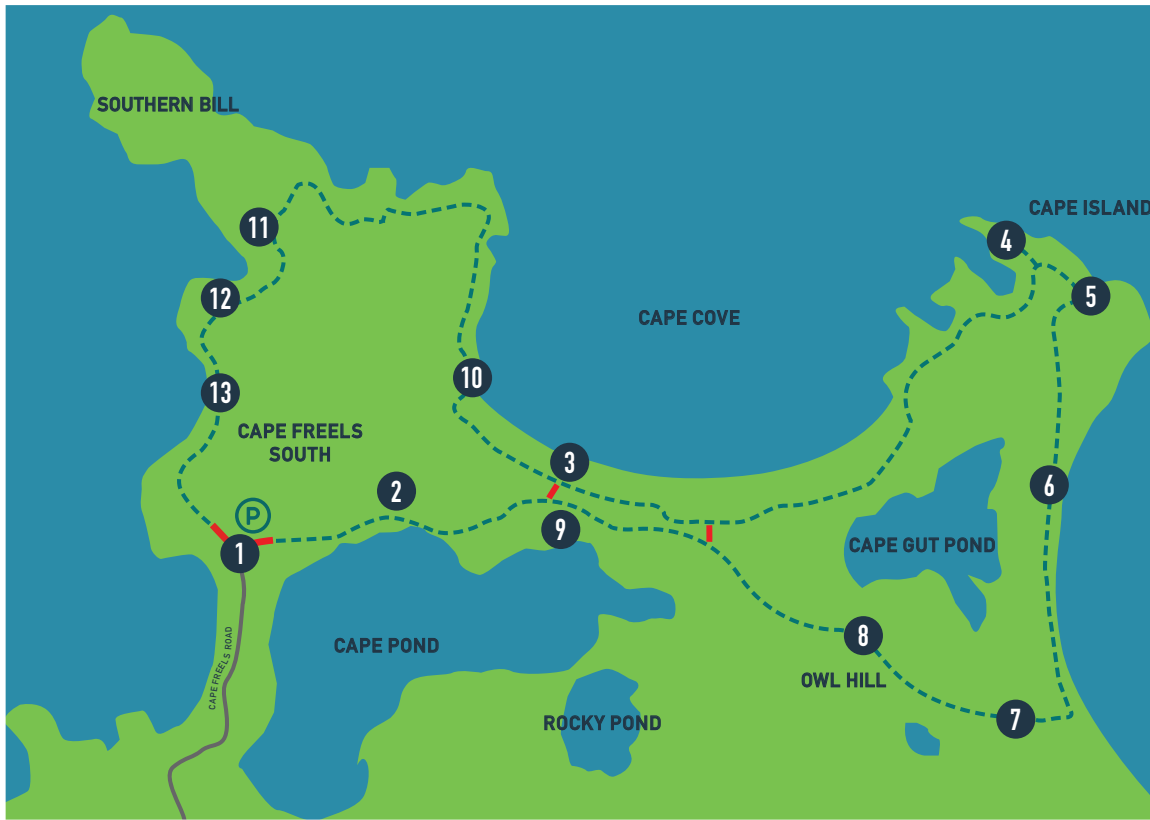 SOUTHERN BILL
CAPE ISLAND
11
4
12
5
CAPE COVE
10
13
CAPE FREELS
SOUTH
3
2
6
P
9
1
CAPE GUT POND
8
CAPE POND
CAPE FREELS ROAD
OWL HILL
7
ROCKY POND